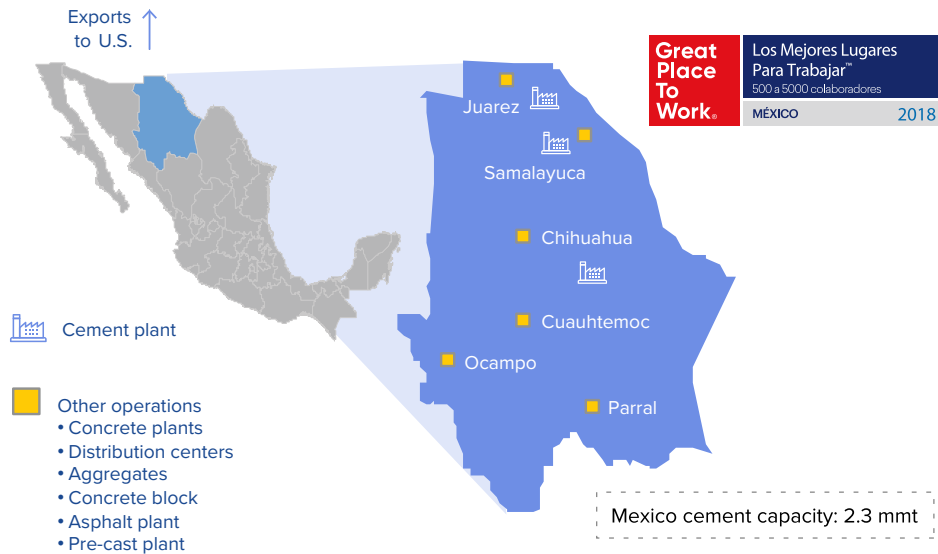 Exports
to U.S.
Great
Place
To
Work®
Los Mejores Lugares
Para Trabajar™
500 a 5000 colaboradores
MÉXICO 2018
Juarez
Samalayuca
Chihuahua
Cuauhtemoc
Ocampo
Parral
Cement plant
Other operations
• Concrete plants
• Distribution centers
• Aggregates
• Concrete block
• Asphalt plant
• Pre-cast plant
Mexico cement capacity: 2.3 mmt